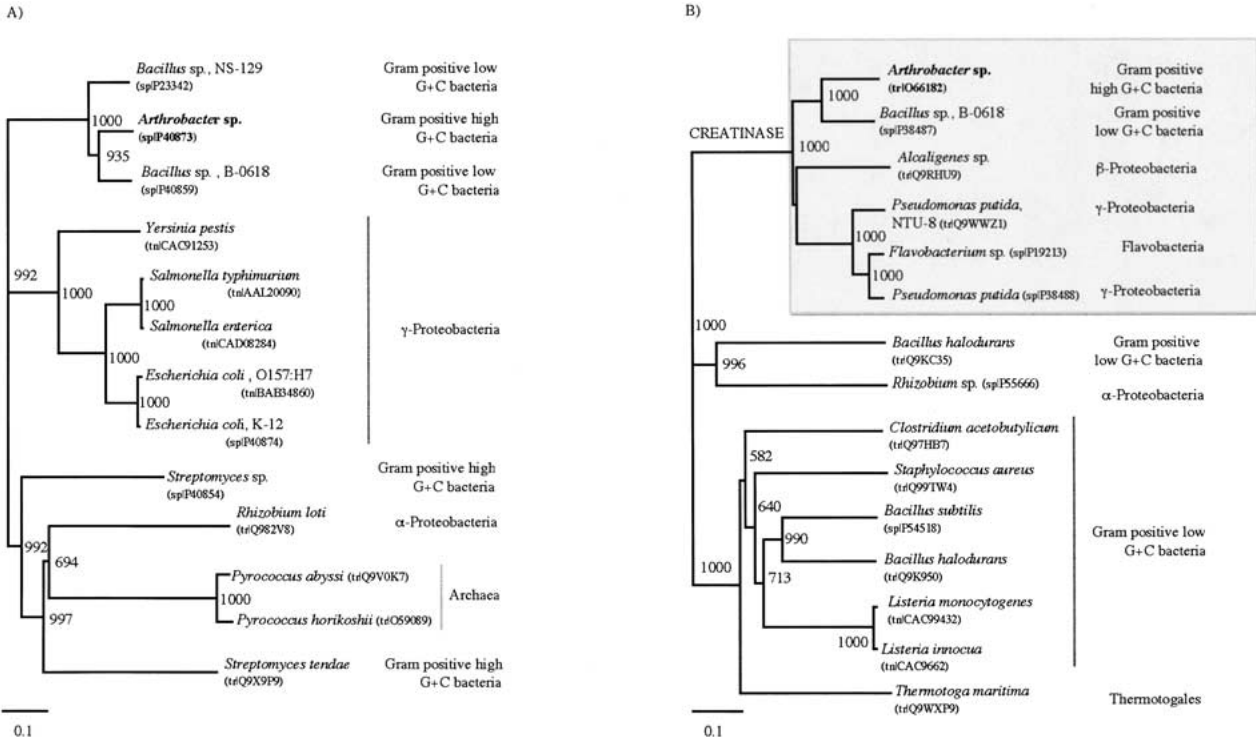 A)
Bacillus sp., NS-129
(sp|P23342)
Gram positive low
G+C bacteria
1000
Arthrobacter sp.
(sp|P40873)
Gram positive high
G+C bacteria
935
Bacillus sp. , B-0618
(sp|P40859)
Gram positive low
G+C bacteria
Yersinia pestis
(tn|CAC91253)
992
1000
Salmonella typhimurium
(tn|AAL20090)
1000
Salmonella enterica
(tn|CAD08284)
γ-Proteobacteria
1000
Escherichia coli , O157:H7
(tn|BAB34860)
1000
Escherichia coli, K-12
(sp|P40874)
Streptomyces sp.
(sp|P40854)
Gram positive high
G+C bacteria
Rhizobium loti
(tr|Q982V8)
α-Proteobacteria
992
694
Pyrococcus abyssi (tr|Q9V0K7)
1000
Archaea
Pyrococcus horikoshii (tr|O59089)
997
Streptomyces tendae
(tr|Q9X9P9)
Gram positive high
G+C bacteria
0.1
B)
Arthrobacter sp.
(tr|O66182)
Gram positive
high G+C bacteria
1000
Bacillus sp., B-0618
(sp|P38487)
Gram positive
low G+C bacteria
CREATINASE
1000
Alcaligenes sp.
(tr|Q9RHU9)
β-Proteobacteria
Pseudomonas putida,
NTU-8 (tr|Q9WWZ1)
γ-Proteobacteria
1000
Flavobacterium sp. (sp|P19213)
Flavobacteria
1000
Pseudomonas putida (sp|P38488)
γ-Proteobacteria
1000
Bacillus halodurans
(tr|Q9KC35)
Gram positive
low G+C bacteria
996
Rhizobium sp. (sp|P55666)
α-Proteobacteria
Clostridium acetobutylicum
(tr|Q97HB7)
582
Staphylococcus aureus
(tr|Q99TW4)
640
Bacillus subtilis
(sp|P54518)
990
Gram positive low
G+C bacteria
Bacillus halodurans
(tr|Q9K950)
1000
713
Listeria monocytogenes
(tn|CAC99432)
1000
Listeria innocua
(tn|CAC9662)
Thermotoga maritima
(tr|Q9WXP9)
Thermotogales
0.1